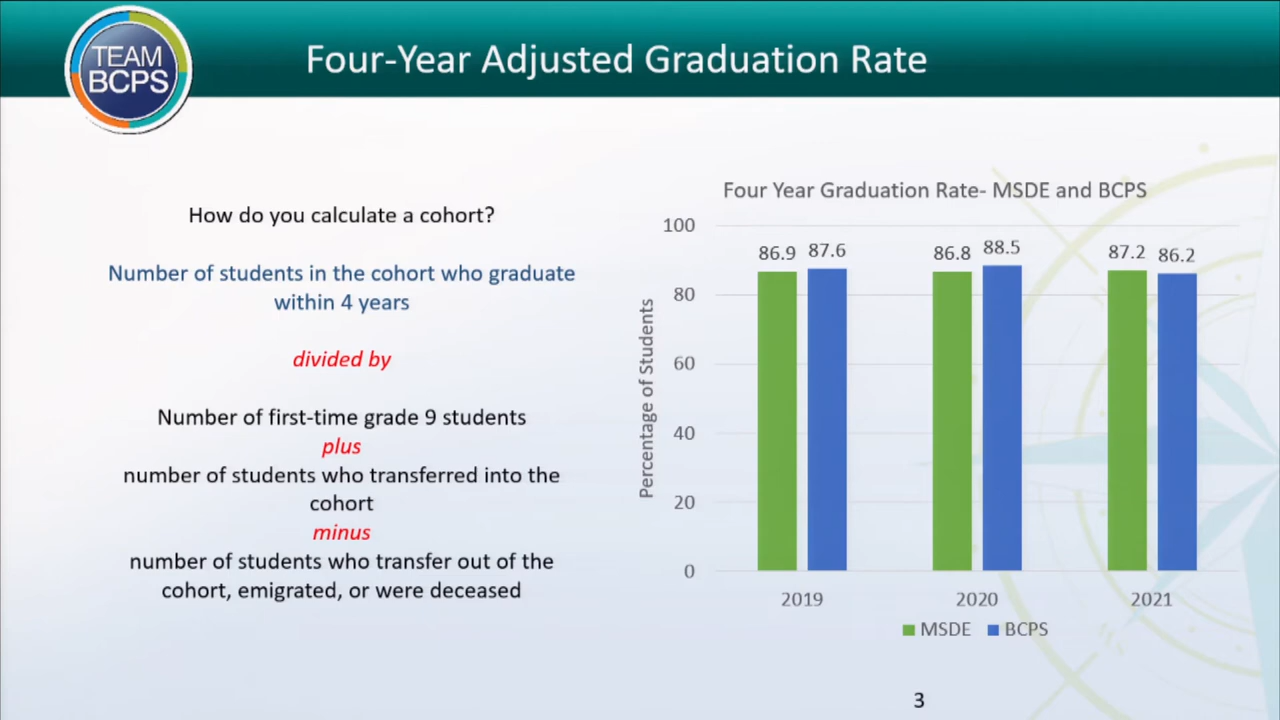 TEAM
BCPS
Four-Year Adjusted Graduation Rate
How do you calculate a cohort?
Number of students in the cohort who graduate
within 4 years
divided by
Number of first-time grade 9 students
plus
number of students who transferred into the
cohort
minus
number of students who transfer out of the
cohort, emigrated, or were deceased
Four Year Graduation Rate- MSDE and BCPS
Percentage of Students
100
80
60
40
20
0
86.9 87.6
86.8 88.5
87.2 86.2
2019 2020 2021
MSDE BCPS
3